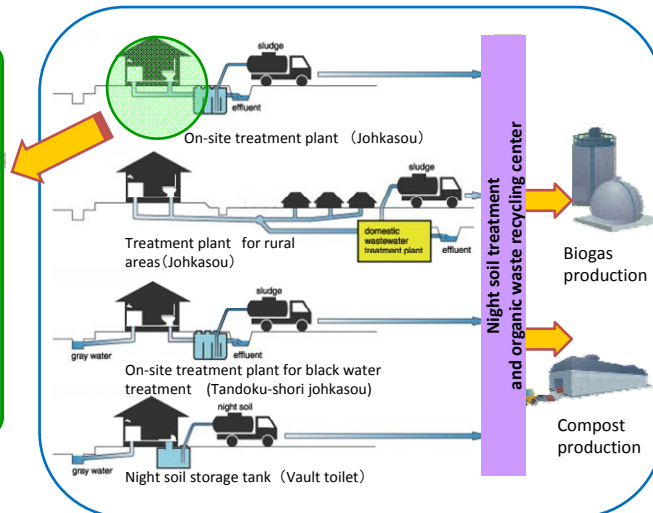 sludge
effluent
On-site treatment plant （Johkasou）
sludge
domestic
wastewater
treatment plant
effluent
Treatment plant for rural
areas(Johkasou)
sludge
gray water
effluent
On-site treatment plant for black water
treatment (Tandoku-shori johkasou)
night soil
gray water
Night soil storage tank （Vault toilet）
Night soil treatment
and organic waste recycling center
Biogas
production
Compost
production